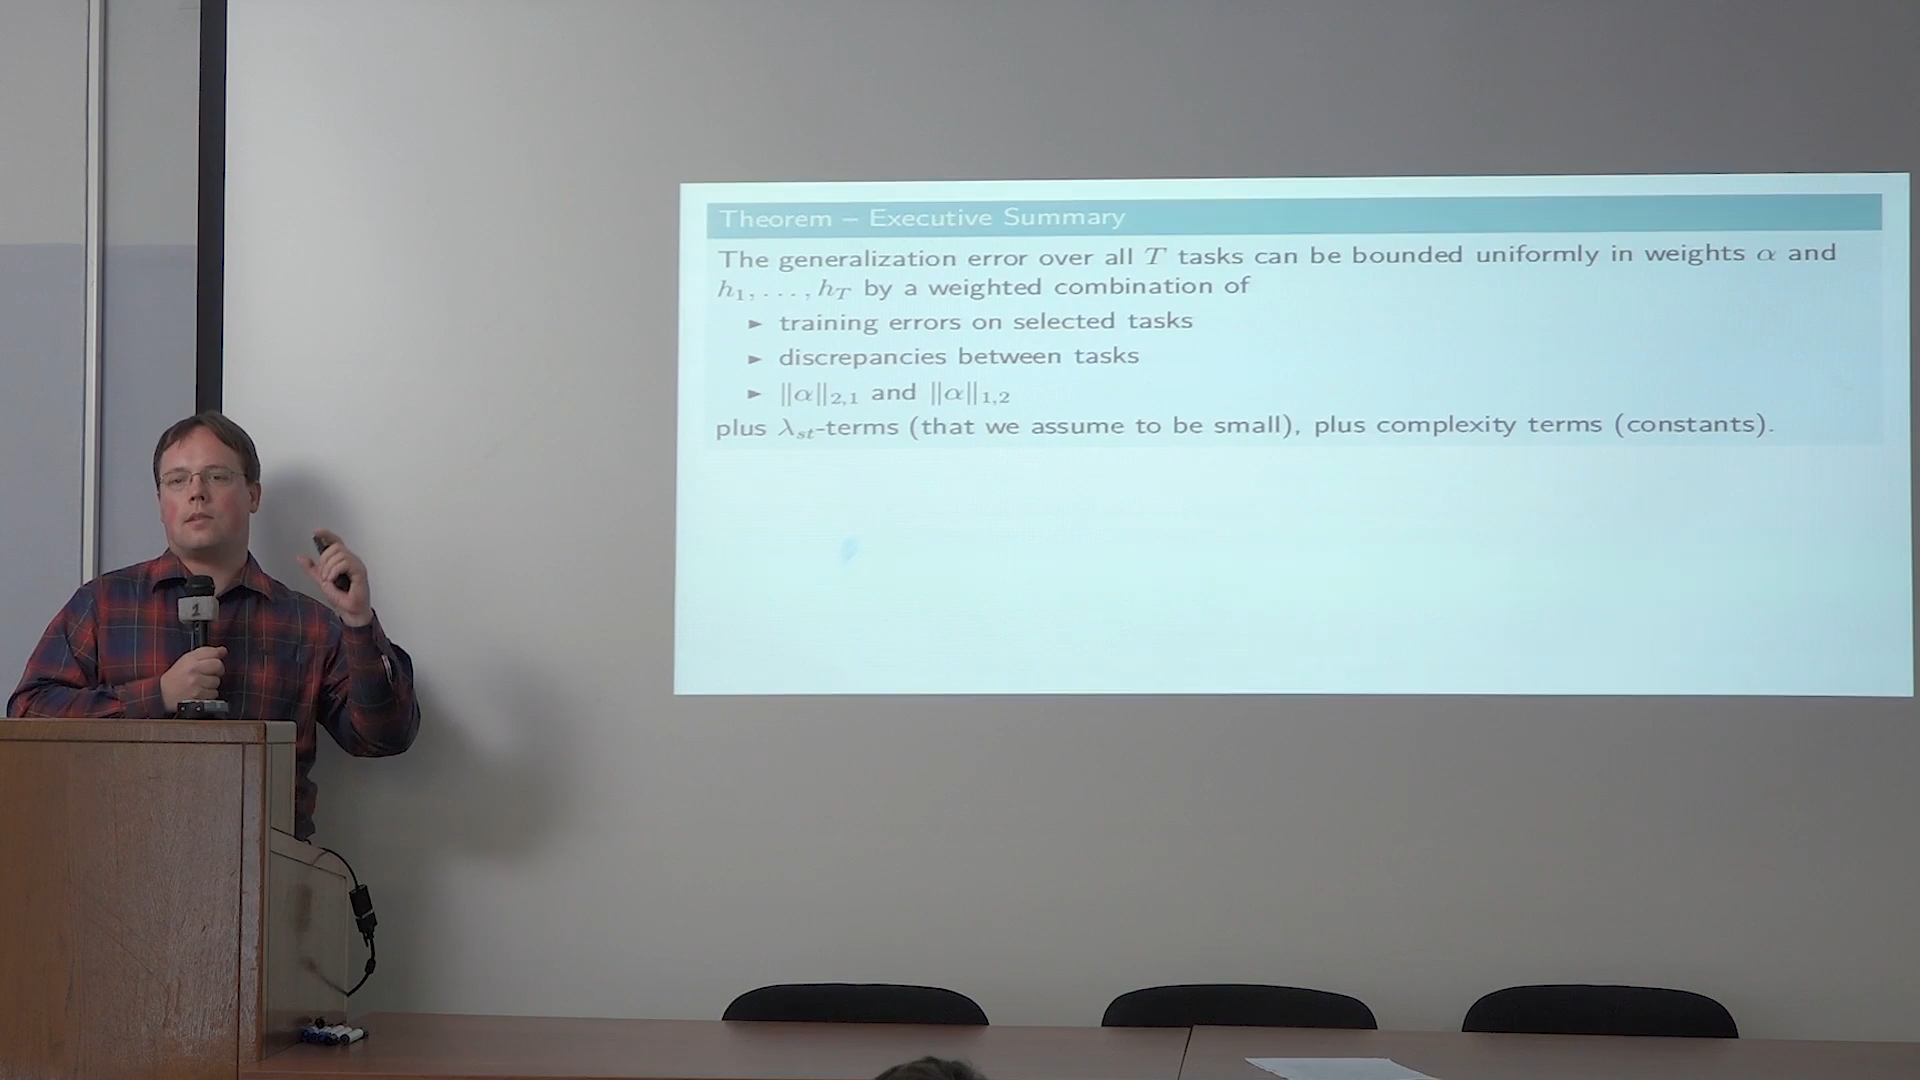 Theorem – Executive Summary
The generalization error over all T tasks can be bounded uniformly in weights α and
h₁, . . . , h_T by a weighted combination of
► training errors on selected tasks
► discrepancies between tasks
► ‖α‖₂,₁ and ‖α‖₁,₂
plus λ_st-terms (that we assume to be small), plus complexity terms (constants).
1